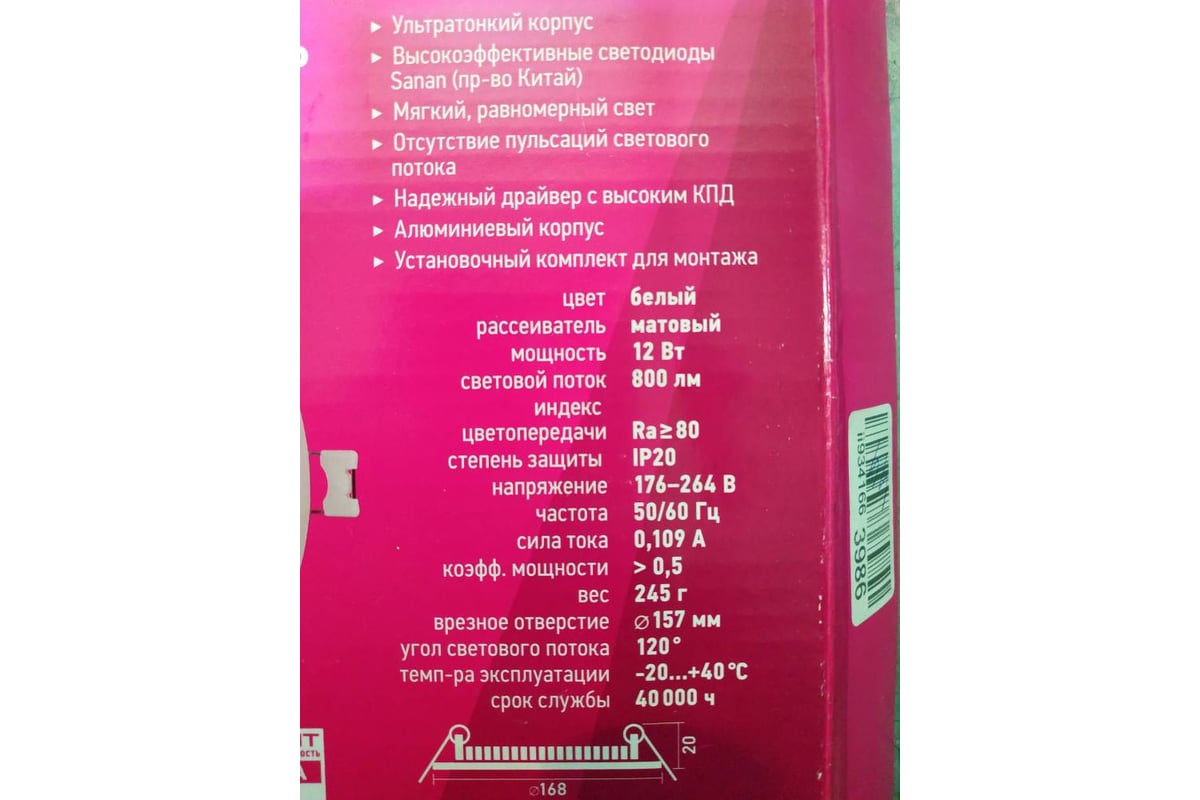 ▸ Ультратонкий корпус
▸ Высокоэффективные светодиоды
Sanan (пр-во Китай)
▸ Мягкий, равномерный свет
▸ Отсутствие пульсаций светового
потока
▸ Надежный драйвер с высоким КПД
▸ Алюминиевый корпус
▸ Установочный комплект для монтажа
цвет белый
рассеиватель матовый
мощность 12 Вт
световой поток 800 лм
индекс
цветопередачи Ra≥80
степень защиты IP20
напряжение 176–264 В
частота 50/60 Гц
сила тока 0,109 А
коэфф. мощности > 0,5
вес 245 г
врезное отверстие ⌀157 мм
угол светового потока 120°
темп-ра эксплуатации -20...+40°C
срок службы 40 000 ч
20
⌀168
ii934166 3986